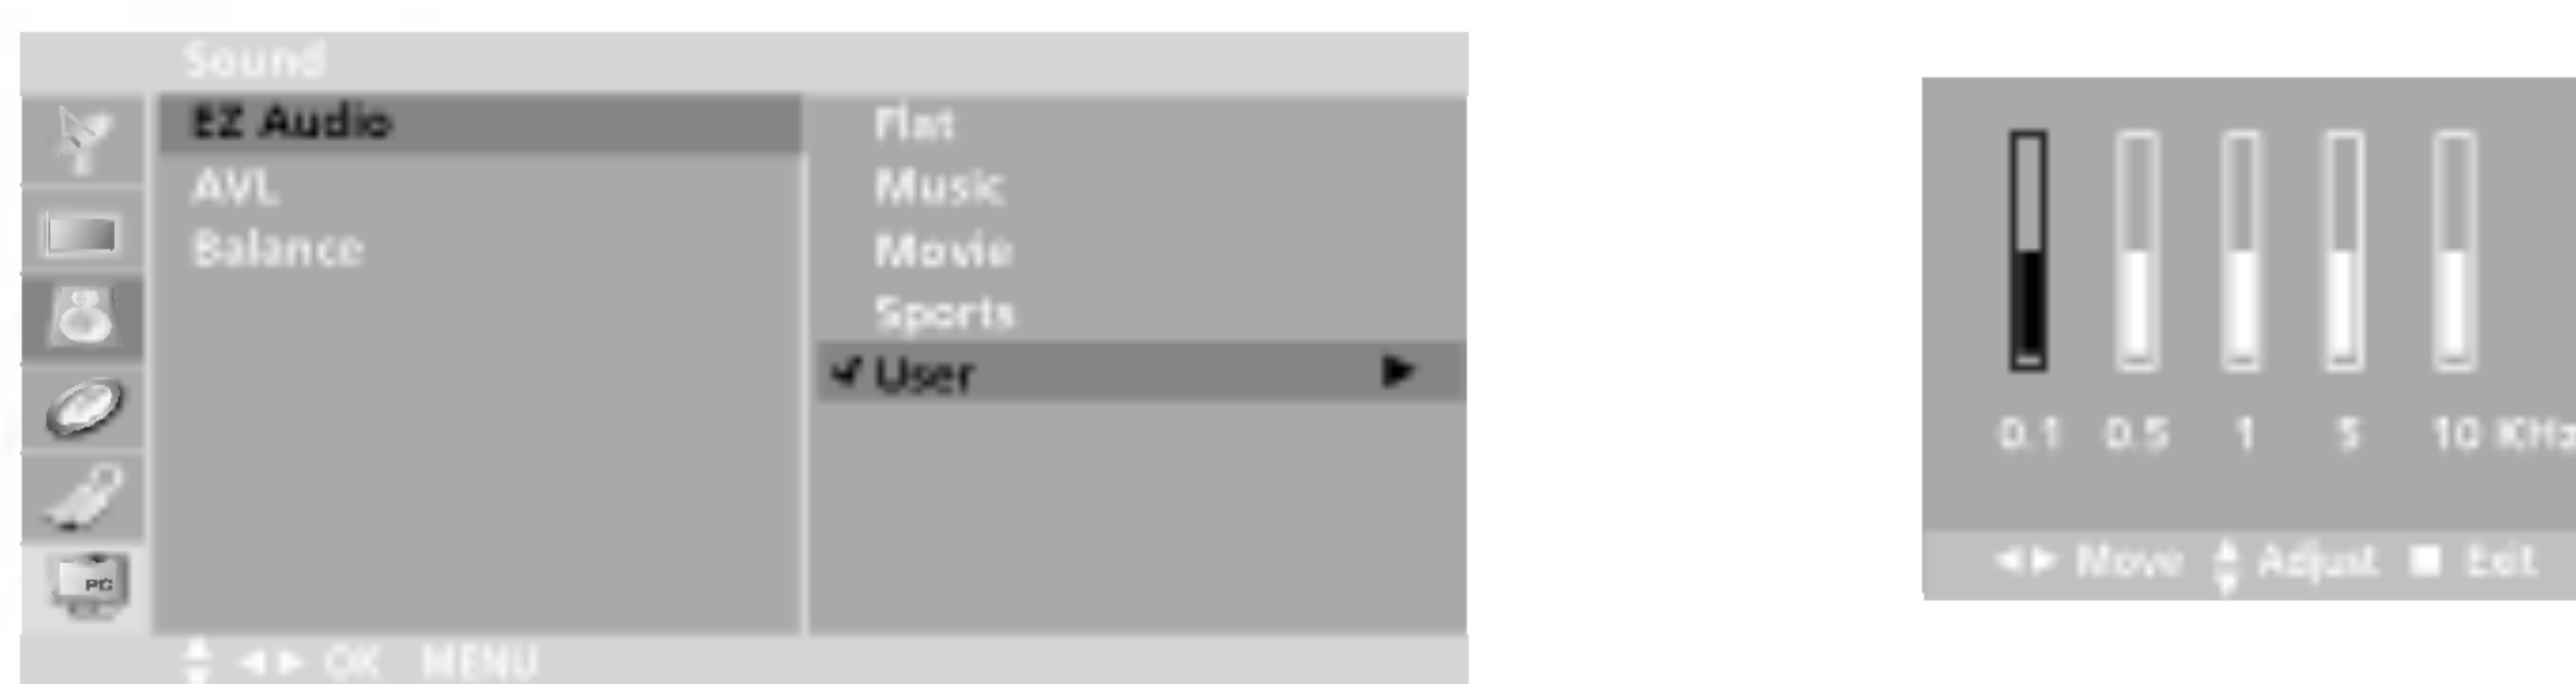 Sound
EZ Audio
AVL
Balance
Flat
Music
Movie
Sports
✔ User ▶
PC
▲▼ ◀▶ OK MENU
0.1 0.5 1 5 10 KHz
◀▶ Move ▲▼ Adjust ■ Exit